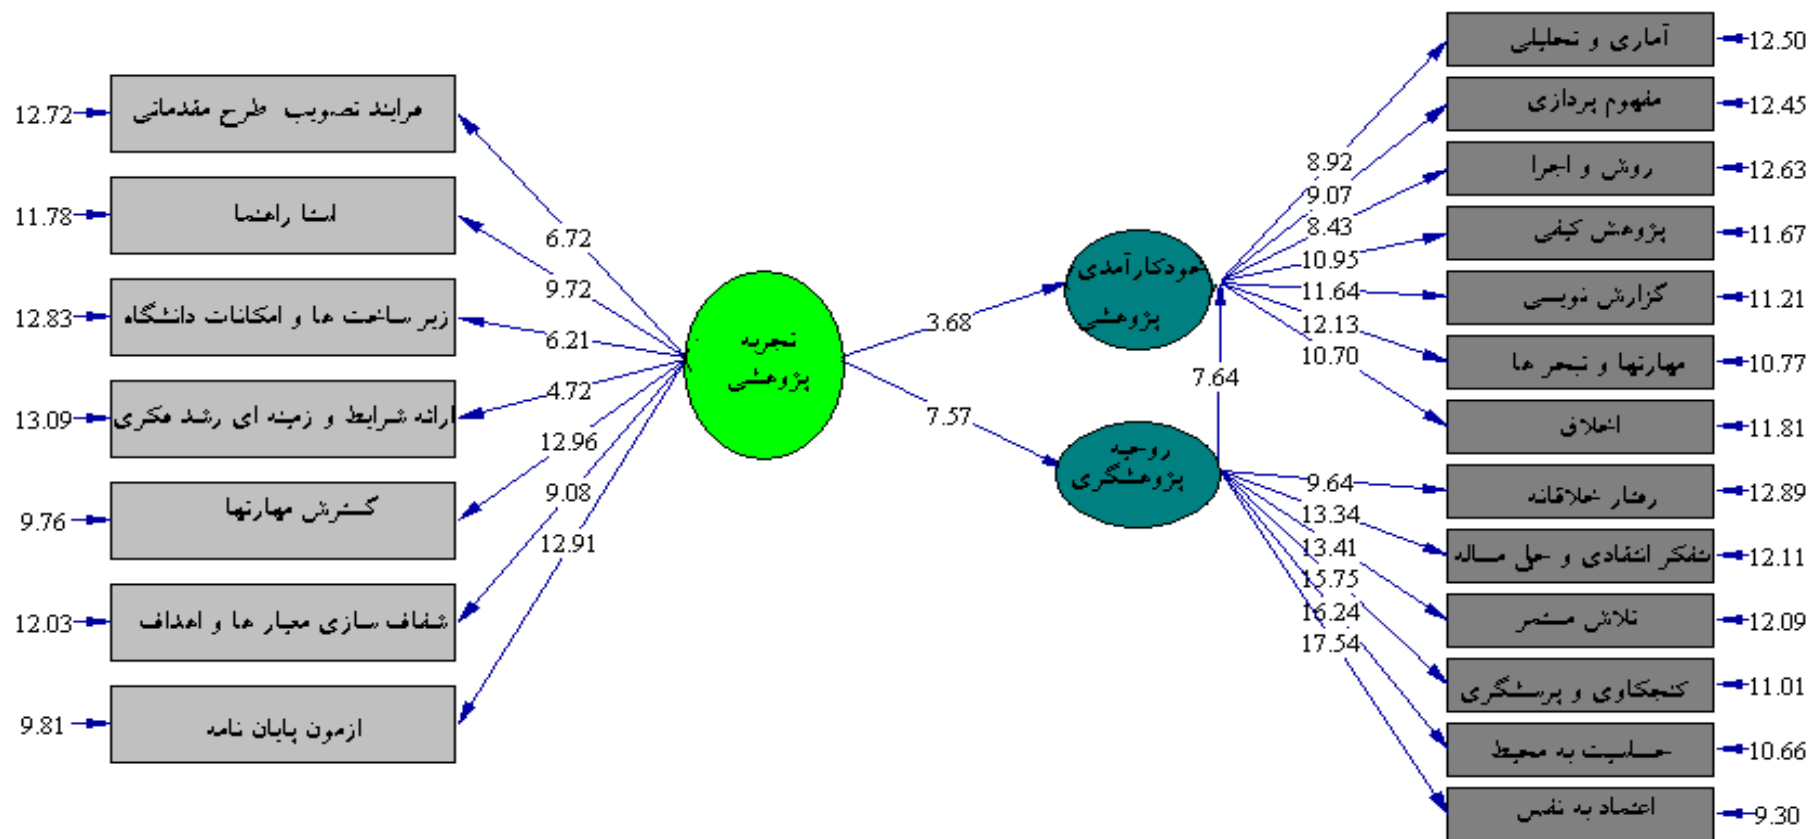 12.72
فرایند تصویب طرح مقدماتی
11.78
استا راهنما
12.83
زیر ساخت ها و امکانات دانشگاه
13.09
ارائه شرایط و زمینه ای رشد فکری
9.76
گسترش مهارتها
12.03
شفاف سازی معیار ها و اهداف
9.81
ازمون پایان نامه
6.72
9.72
6.21
4.72
12.96
9.08
12.91
تجربه
پژوهشی
3.68
7.57
خودکارآمدی
پژوهشی
7.64
روحیه
پژوهشگری
8.92
9.07
8.43
10.95
11.64
12.13
10.70
9.64
13.34
13.41
15.75
16.24
17.54
آماری و تحلیلی
12.50
مفهوم پردازی
12.45
روش و اجرا
12.63
پژوهش کیفی
11.67
گزارش نویسی
11.21
مهارتها و تبحر ها
10.77
اخلاق
11.81
رفتار خلاقانه
12.89
تفکر انتقادی و حل مساله
12.11
تلاش مستمر
12.09
کنجکاوی و پرسشگری
11.01
حساسیت به محیط
10.66
اعتماد به نفس
9.30